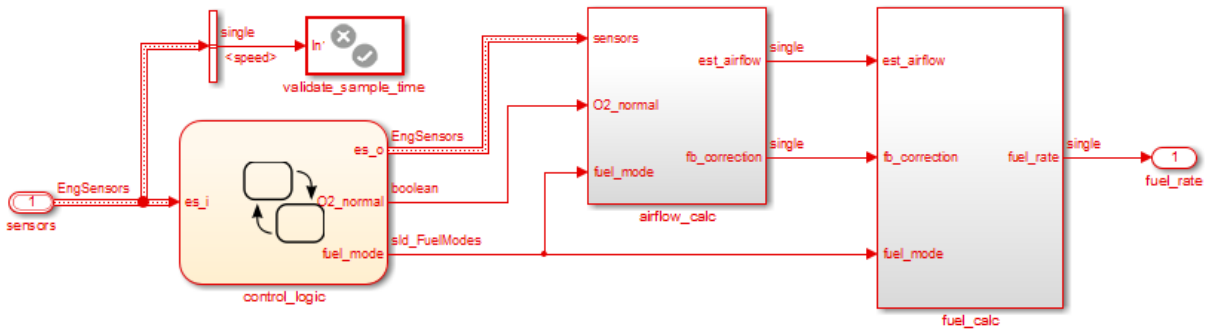 single
<speed>
In
validate_sample_time
1
sensors
EngSensors
es_i
es_o
O2_normal
fuel_mode
control_logic
EngSensors
boolean
sld_FuelModes
sensors
O2_normal
fuel_mode
est_airflow
fb_correction
airflow_calc
single
single
est_airflow
fb_correction
fuel_mode
fuel_rate
fuel_calc
single
1
fuel_rate